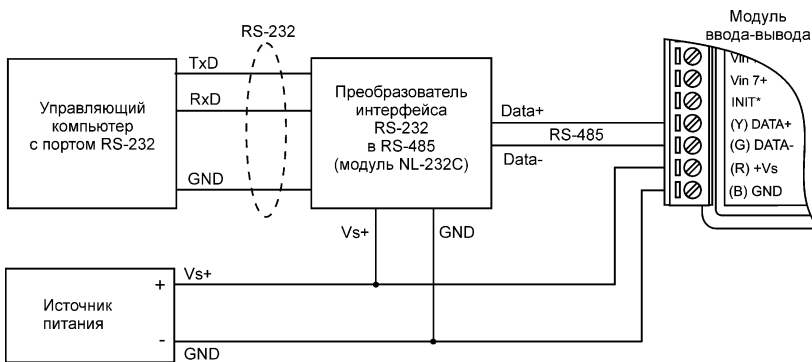 Модуль
ввода-вывода
RS-232
TxD
RxD
GND
Управляющий
компьютер
с портом RS-232
Преобразователь
интерфейса
RS-232
в RS-485
(модуль NL-232C)
Data+
RS-485
Data-
Vin 7+
INIT*
(Y) DATA+
(G) DATA-
(R) +Vs
(B) GND
Vs+
GND
Источник
питания
+
-
Vs+
GND